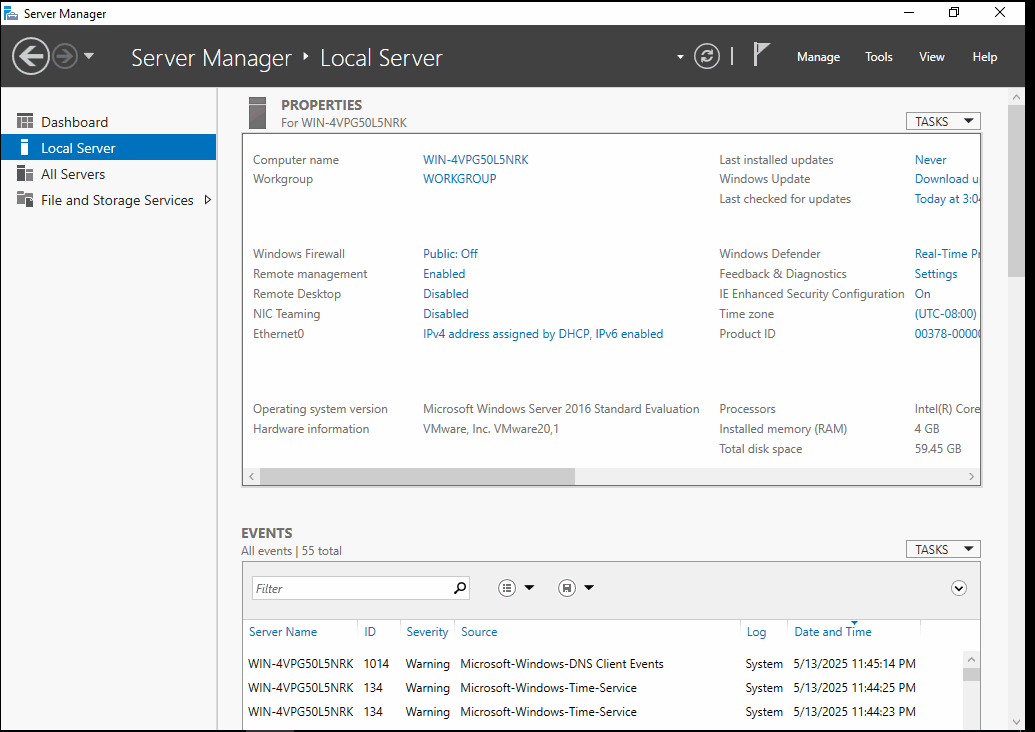 Server Manager
Server Manager ‣ Local Server
Manage Tools View Help
Dashboard
Local Server
All Servers
File and Storage Services
PROPERTIES
For WIN-4VPG50L5NRK
TASKS
Computer name WIN-4VPG50L5NRK Last installed updates Never
Workgroup WORKGROUP Windows Update Download u
Last checked for updates Today at 3:04
Windows Firewall Public: Off Windows Defender Real-Time P
Remote management Enabled Feedback & Diagnostics Settings
Remote Desktop Disabled IE Enhanced Security Configuration On
NIC Teaming Disabled Time zone (UTC-08:00)
Ethernet0 IPv4 address assigned by DHCP, IPv6 enabled Product ID 00378-0000
Operating system version Microsoft Windows Server 2016 Standard Evaluation Processors Intel(R) Core
Hardware information VMware, Inc. VMware20,1 Installed memory (RAM) 4 GB
Total disk space 59.45 GB
EVENTS
All events | 55 total
TASKS
Filter
Server Name ID Severity Source Log Date and Time
WIN-4VPG50L5NRK 1014 Warning Microsoft-Windows-DNS Client Events System 5/13/2025 11:45:14 PM
WIN-4VPG50L5NRK 134 Warning Microsoft-Windows-Time-Service System 5/13/2025 11:44:25 PM
WIN-4VPG50L5NRK 134 Warning Microsoft-Windows-Time-Service System 5/13/2025 11:44:23 PM